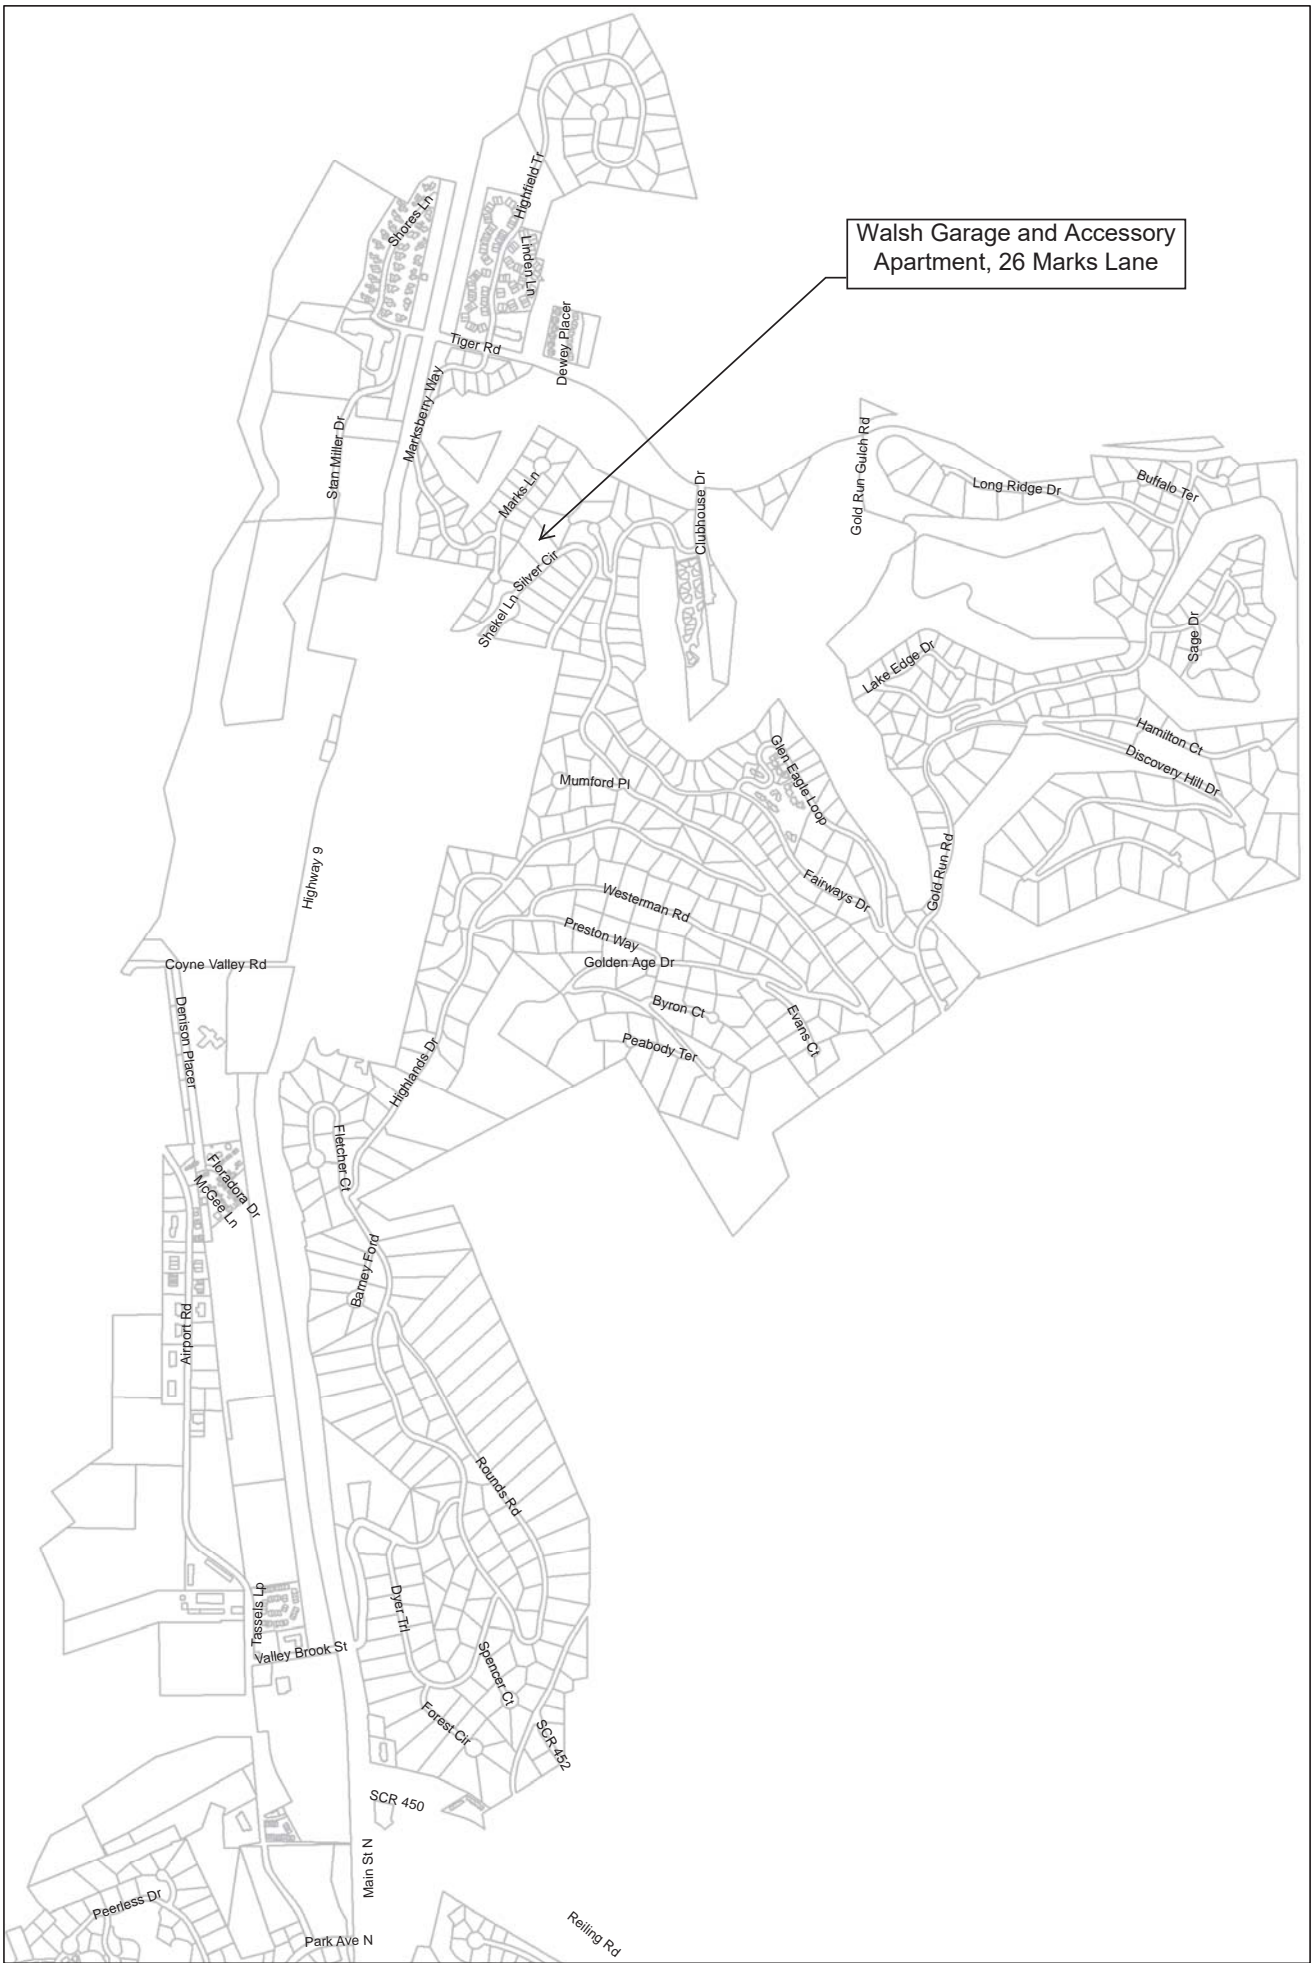 Walsh Garage and Accessory
Apartment, 26 Marks Lane
Highfield Tr
Shores Ln
Linden Ln
Dewey Placer
Tiger Rd
Marksberry Way
Stan Miller Dr
Marks Ln
Clubhouse Dr
Gold Run Gulch Rd
Long Ridge Dr
Buffalo Ter
Silver Cir
Shekel Ln
Sage Dr
Lake Edge Dr
Hamilton Ct
Discovery Hill Dr
Glen Eagle Loop
Mumford Pl
Highway 9
Gold Run Rd
Fairways Dr
Westerman Rd
Preston Way
Golden Age Dr
Coyne Valley Rd
Byron Ct
Evans Ct
Peabody Ter
Denison Placer
Highlands Dr
Fletcher Ct
Floradora Dr
McGee Ln
Barney Ford
Airport Rd
Rounds Rd
Dyer Trl
Tassels Lp
Valley Brook St
Spencer Ct
Forest Cir
SCR 452
SCR 450
Main St N
Peerless Dr
Park Ave N
Reiling Rd